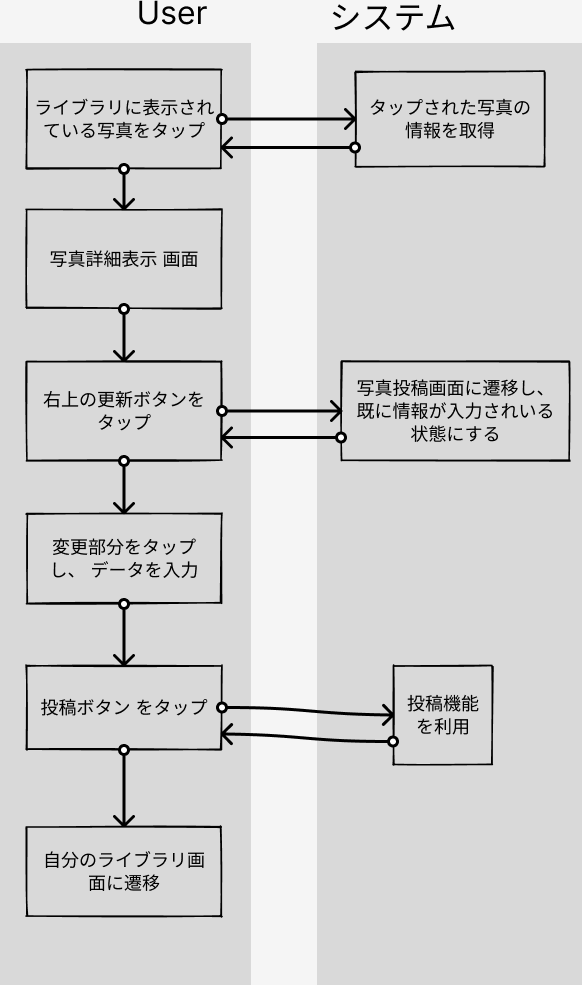 User
システム
ライブラリに表示され
ている写真をタップ
タップされた写真の
情報を取得
写真詳細表示 画面
右上の更新ボタンを
タップ
写真投稿画面に遷移し、
既に情報が入力されいる
状態にする
変更部分をタップ
し、 データを入力
投稿ボタン をタップ
投稿機能
を利用
自分のライブラリ画
面に遷移